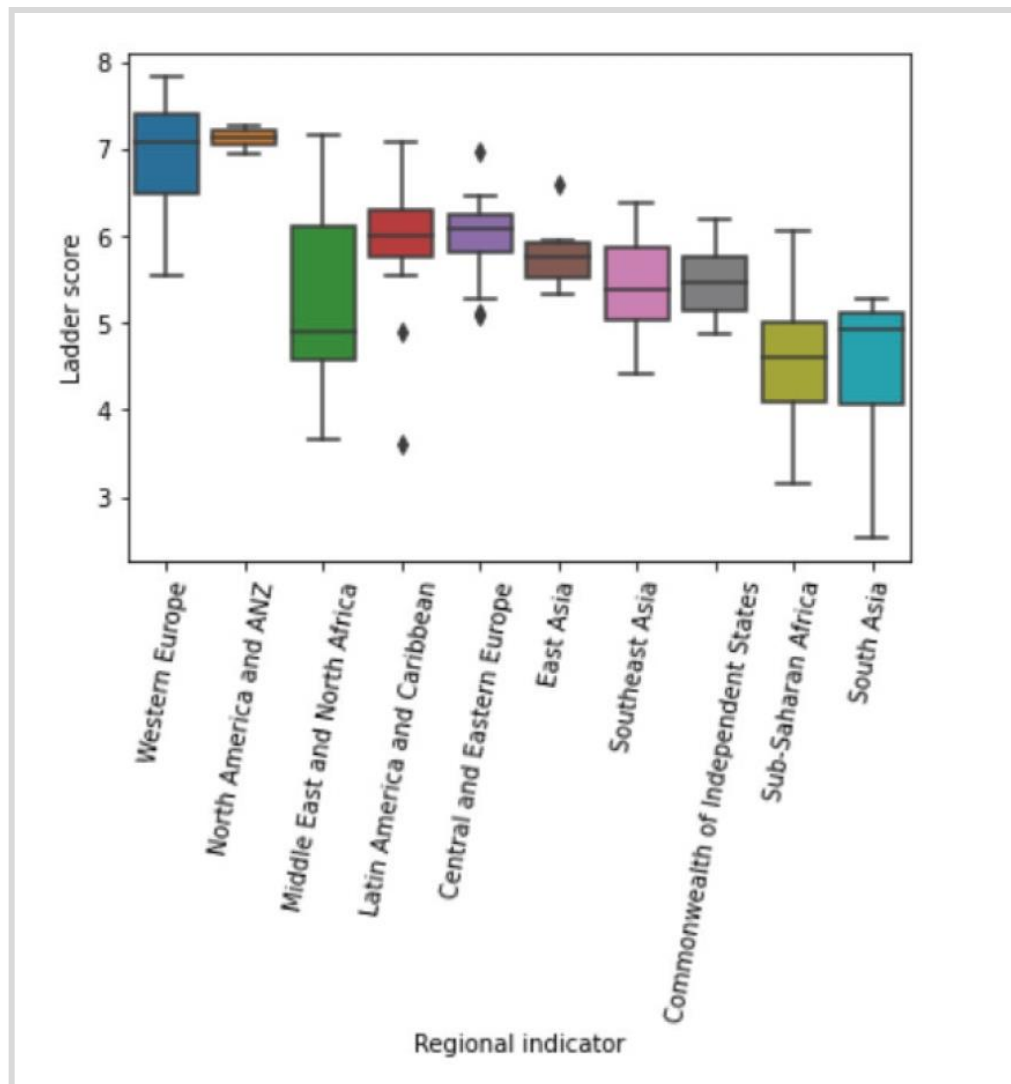 8
7
6
5
4
3
Ladder score
Western Europe
North America and ANZ
Middle East and North Africa
Latin America and Caribbean
Central and Eastern Europe
East Asia
Southeast Asia
Commonwealth of Independent States
Sub-Saharan Africa
South Asia
Regional indicator